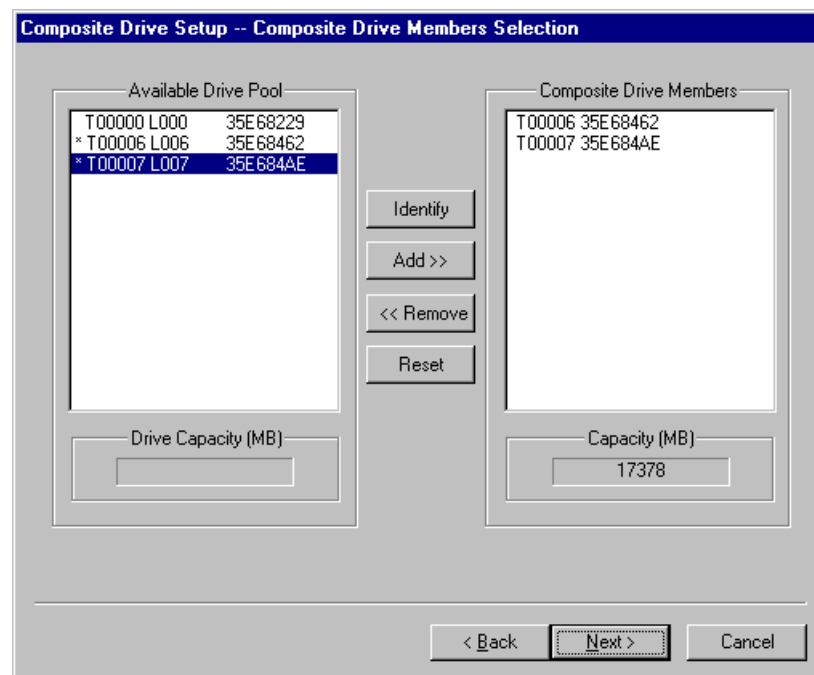 Composite Drive Setup -- Composite Drive Members Selection
Available Drive Pool
T00000 L000 35E68229
* T00006 L006 35E68462
* T00007 L007 35E684AE
Drive Capacity (MB)
Identify
Add >>
<< Remove
Reset
Composite Drive Members
T00006 35E68462
T00007 35E684AE
Capacity (MB)
17378
< Back
Next >
Cancel